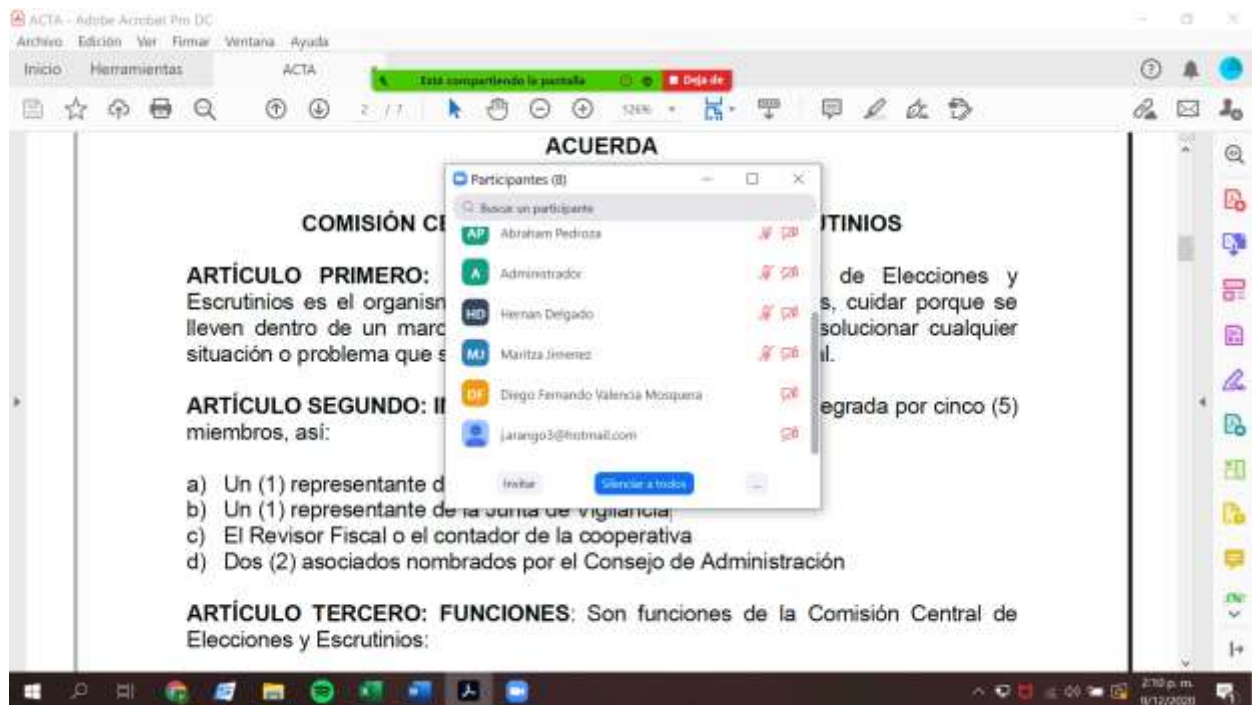 ACTA - Adobe Acrobat Pro DC
Archivo Edición Ver Firmar Ventana Ayuda
Inicio Herramientas ACTA
Está compartiendo la pantalla Deja de
2 / 7
ACUERDA
Participantes (8)
Buscar un participante
COMISIÓN CE
UTINIOS
AP Abraham Pedroza
A Administrador
HD Hernan Delgado
MJ Maritza Jimenez
DF Diego Fernando Valencia Mosquera
j.arango3@hotmail.com
Invitar Silenciar a todos ...
ARTÍCULO PRIMERO: de Elecciones y
Escrutinios es el organisn s, cuidar porque se
lleven dentro de un marc solucionar cualquier
situación o problema que s l.
ARTÍCULO SEGUNDO: II egrada por cinco (5)
miembros, así:
a) Un (1) representante d
b) Un (1) representante de la Junta de Vigilancia
c) El Revisor Fiscal o el contador de la cooperativa
d) Dos (2) asociados nombrados por el Consejo de Administración
ARTÍCULO TERCERO: FUNCIONES: Son funciones de la Comisión Central de
Elecciones y Escrutinios:
2:10 p. m.
9/12/2020